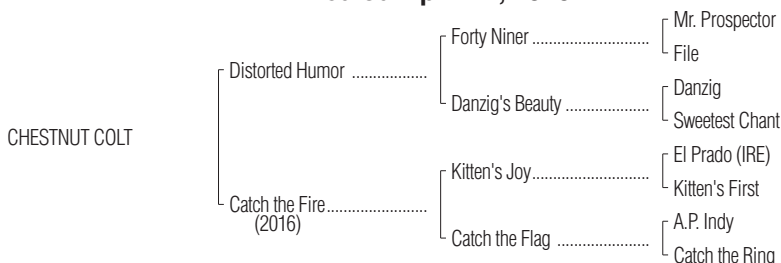 Mr. Prospector
Forty Niner ....................
File
Distorted Humor .................
Danzig
Danzig's Beauty ...................
Sweetest Chant
CHESTNUT COLT
El Prado (IRE)
Kitten's Joy....................
Kitten's First
Catch the Fire.......................
(2016)
A.P. Indy
Catch the Flag ....................
Catch the Ring